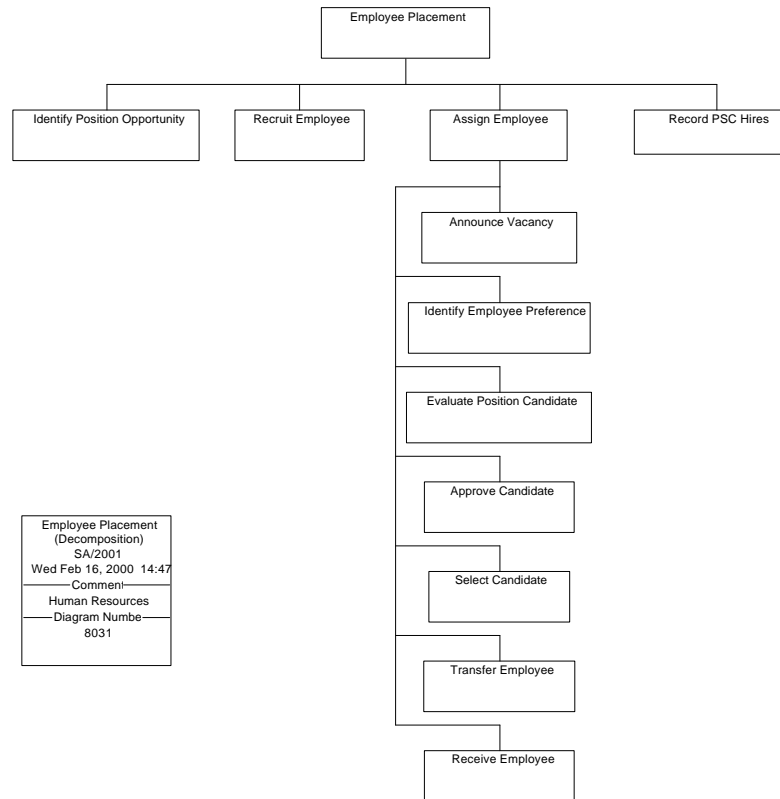 Employee Placement
Identify Position Opportunity
Recruit Employee
Assign Employee
Record PSC Hires
Announce Vacancy
Identify Employee Preference
Evaluate Position Candidate
Approve Candidate
Select Candidate
Transfer Employee
Receive Employee
Employee Placement
(Decomposition)
SA/2001
Wed Feb 16, 2000 14:47
Comment
Human Resources
Diagram Numbe
8031